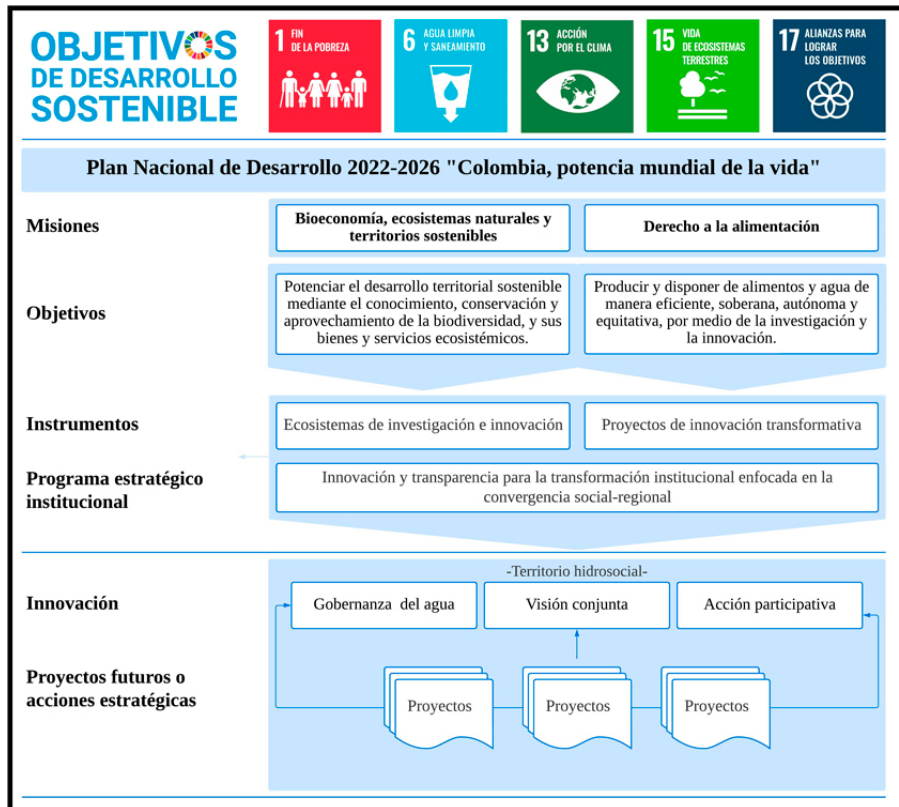 OBJETIVOS
DE DESARROLLO
SOSTENIBLE
1 FIN
DE LA POBREZA
6 AGUA LIMPIA
Y SANEAMIENTO
13 ACCIÓN
POR EL CLIMA
15 VIDA
DE ECOSISTEMAS
TERRESTRES
17 ALIANZAS PARA
LOGRAR
LOS OBJETIVOS
Plan Nacional de Desarrollo 2022-2026 "Colombia, potencia mundial de la vida"
Misiones
Bioeconomía, ecosistemas naturales y
territorios sostenibles
Derecho a la alimentación
Objetivos
Potenciar el desarrollo territorial sostenible
mediante el conocimiento, conservación y
aprovechamiento de la biodiversidad, y sus
bienes y servicios ecosistémicos.
Producir y disponer de alimentos y agua de
manera eficiente, soberana, autónoma y
equitativa, por medio de la investigación y
la innovación.
Instrumentos
Ecosistemas de investigación e innovación
Proyectos de innovación transformativa
Programa estratégico
institucional
Innovación y transparencia para la transformación institucional enfocada en la
convergencia social-regional
-Territorio hidrosocial-
Innovación
Gobernanza del agua
Visión conjunta
Acción participativa
Proyectos futuros o
acciones estratégicas
Proyectos
Proyectos
Proyectos